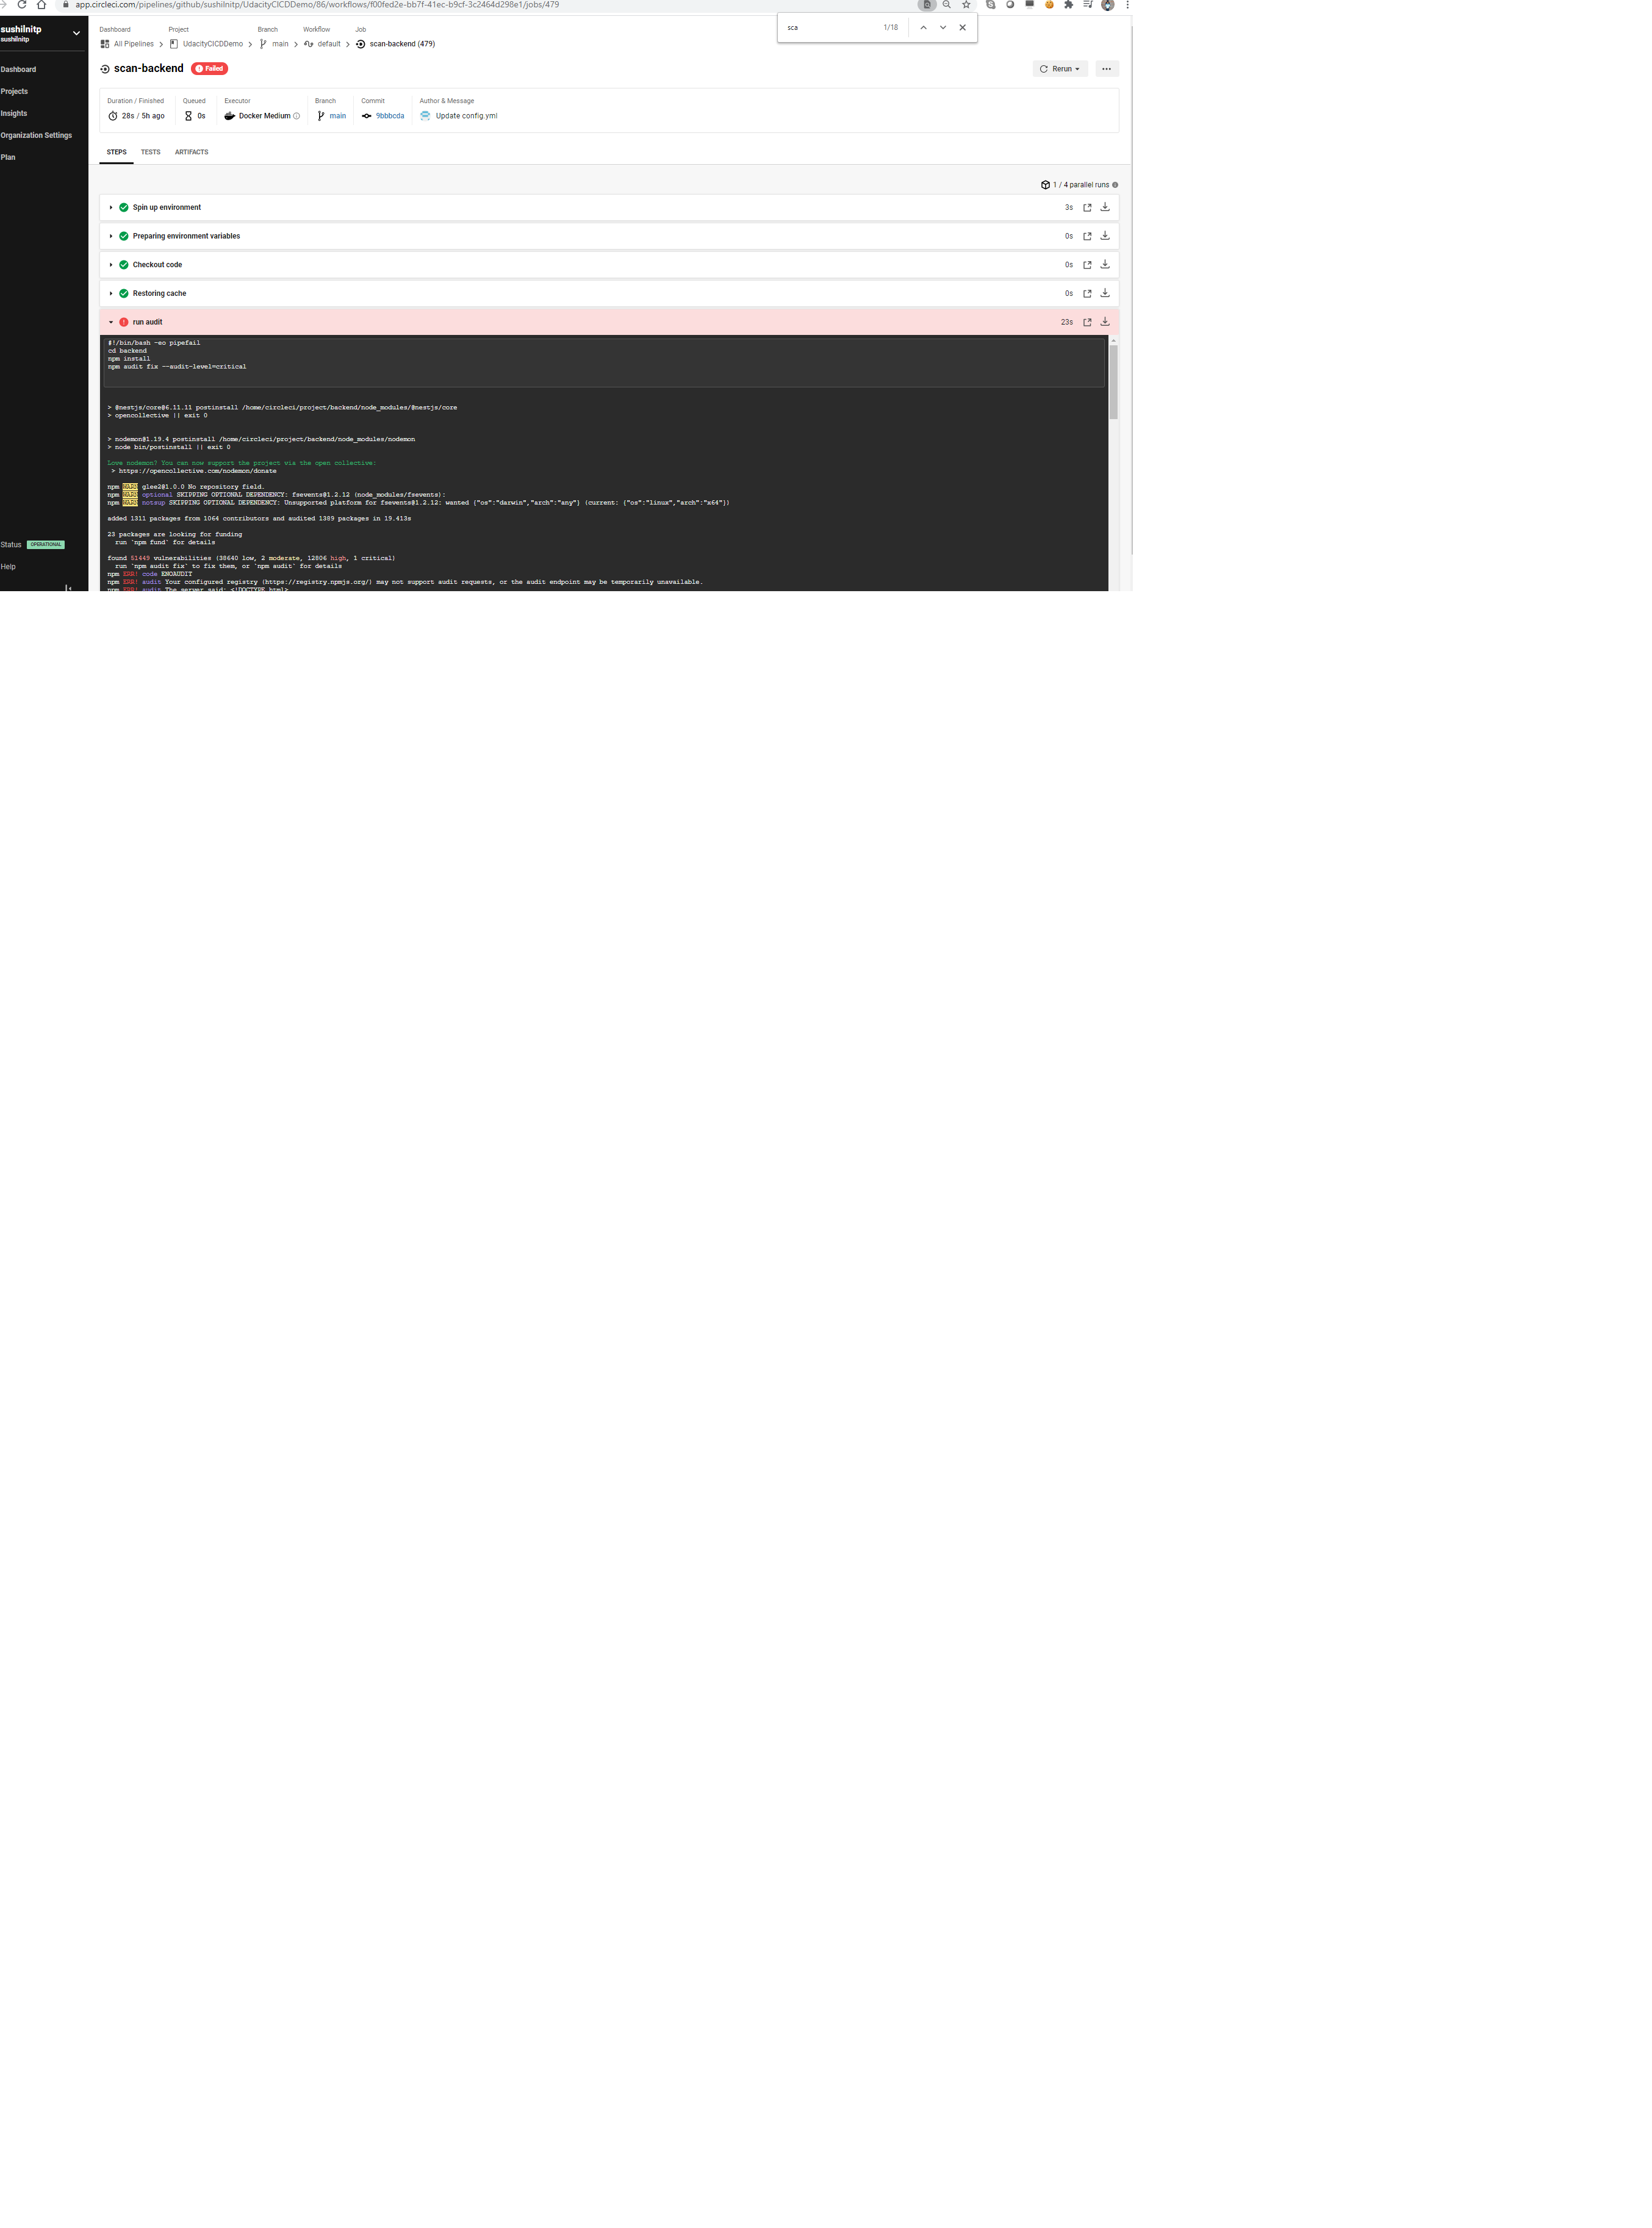 app.circleci.com/pipelines/github/sushilnitp/UdacityCICDDemo/86/workflows/f00fed2e-bb7f-41ec-b9cf-3c2464d298e1/jobs/479
sca 1/18
sushilnitp
sushilnitp
Dashboard
Projects
Insights
Organization Settings
Plan
Status OPERATIONAL
Help
Dashboard Project Branch Workflow Job
All Pipelines UdacityCICDDemo main default scan-backend (479)
scan-backend Failed
Rerun
Duration / Finished Queued Executor Branch Commit Author & Message
28s / 5h ago 0s Docker Medium main 9bbbcda Update config.yml
STEPS TESTS ARTIFACTS
1 / 4 parallel runs
Spin up environment 3s
Preparing environment variables 0s
Checkout code 0s
Restoring cache 0s
run audit 23s
#!/bin/bash -eo pipefail
cd backend
npm install
npm audit fix --audit-level=critical
> @nestjs/core@6.11.11 postinstall /home/circleci/project/backend/node_modules/@nestjs/core
> opencollective || exit 0
> nodemon@1.19.4 postinstall /home/circleci/project/backend/node_modules/nodemon
> node bin/postinstall || exit 0
Love nodemon? You can now support the project via the open collective:
> https://opencollective.com/nodemon/donate
npm WARN glee2@1.0.0 No repository field.
npm WARN optional SKIPPING OPTIONAL DEPENDENCY: fsevents@1.2.12 (node_modules/fsevents):
npm WARN notsup SKIPPING OPTIONAL DEPENDENCY: Unsupported platform for fsevents@1.2.12: wanted {"os":"darwin","arch":"any"} (current: {"os":"linux","arch":"x64"})
added 1311 packages from 1064 contributors and audited 1389 packages in 19.413s
23 packages are looking for funding
run `npm fund` for details
found 51449 vulnerabilities (38640 low, 2 moderate, 12806 high, 1 critical)
run `npm audit fix` to fix them, or `npm audit` for details
npm ERR! code ENOAUDIT
npm ERR! audit Your configured registry (https://registry.npmjs.org/) may not support audit requests, or the audit endpoint may be temporarily unavailable.
npm ERR! audit The server said: <!DOCTYPE html>